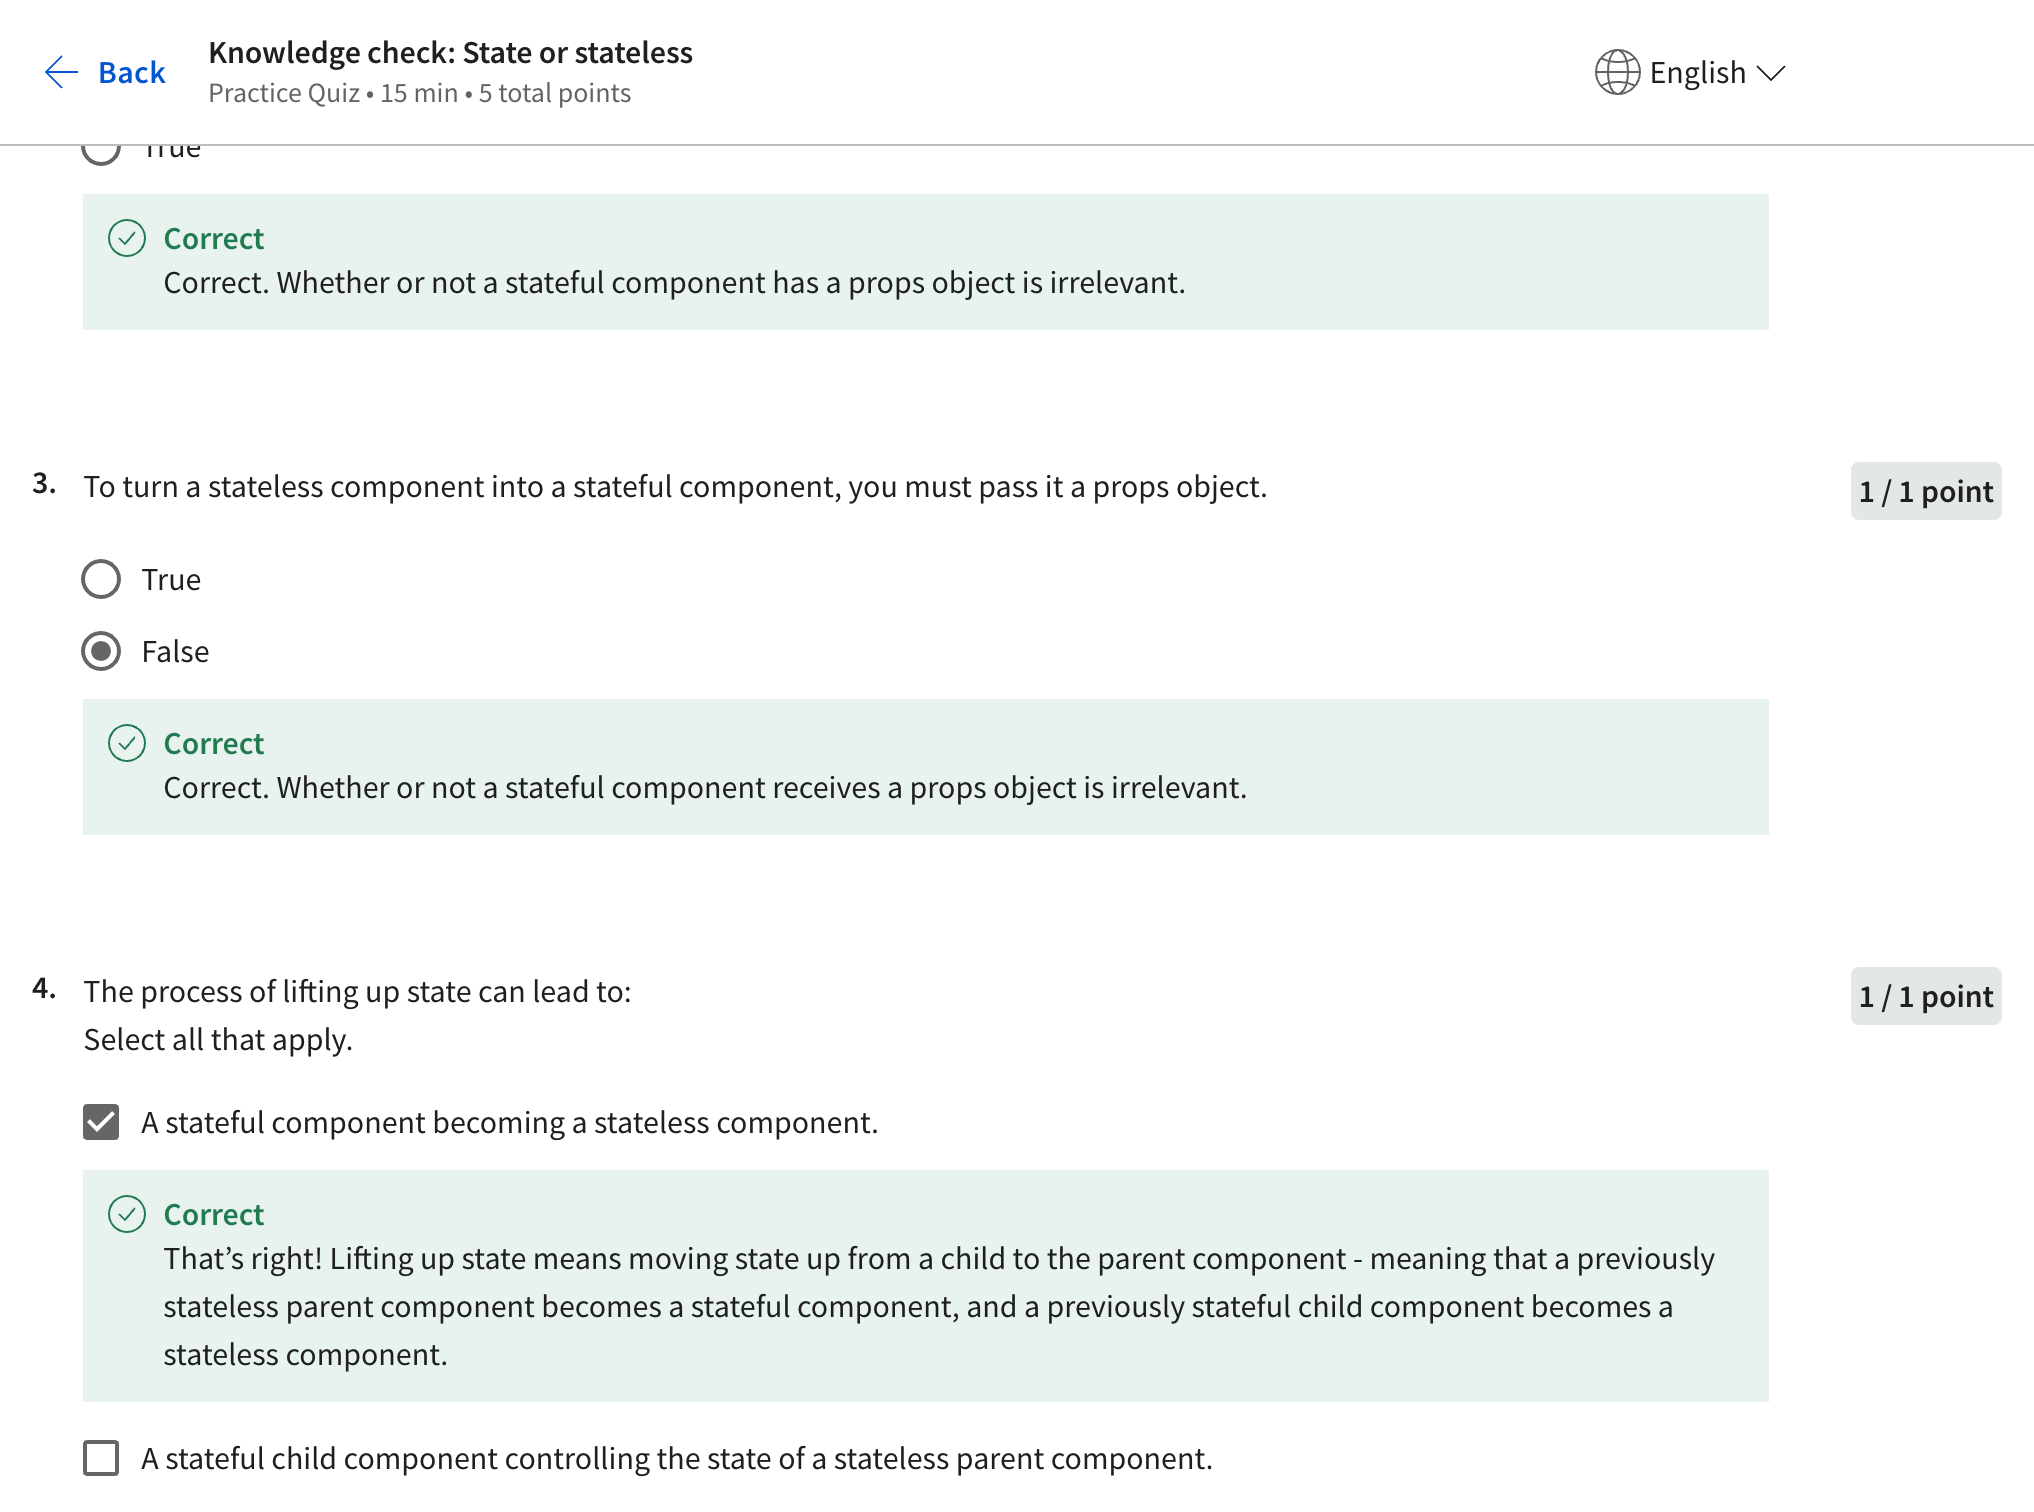 Back
Knowledge check: State or stateless
Practice Quiz • 15 min • 5 total points
English
True
Correct
Correct. Whether or not a stateful component has a props object is irrelevant.
3. To turn a stateless component into a stateful component, you must pass it a props object.
1 / 1 point
True
False
Correct
Correct. Whether or not a stateful component receives a props object is irrelevant.
4. The process of lifting up state can lead to:
1 / 1 point
Select all that apply.
A stateful component becoming a stateless component.
Correct
That’s right! Lifting up state means moving state up from a child to the parent component - meaning that a previously
stateless parent component becomes a stateful component, and a previously stateful child component becomes a
stateless component.
A stateful child component controlling the state of a stateless parent component.